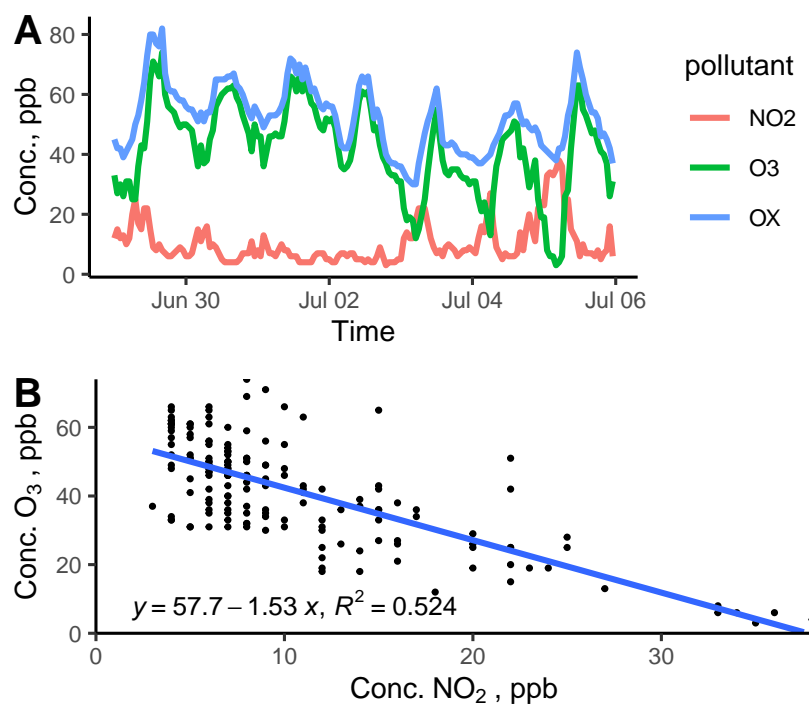 A
80
60
40
20
0
Conc., ppb
Jun 30 Jul 02 Jul 04 Jul 06
Time
pollutant
NO2
O3
OX
B
60
40
20
0
Conc. O₃ , ppb
y = 57.7 − 1.53 x, R² = 0.524
0 10 20 30
Conc. NO₂ , ppb